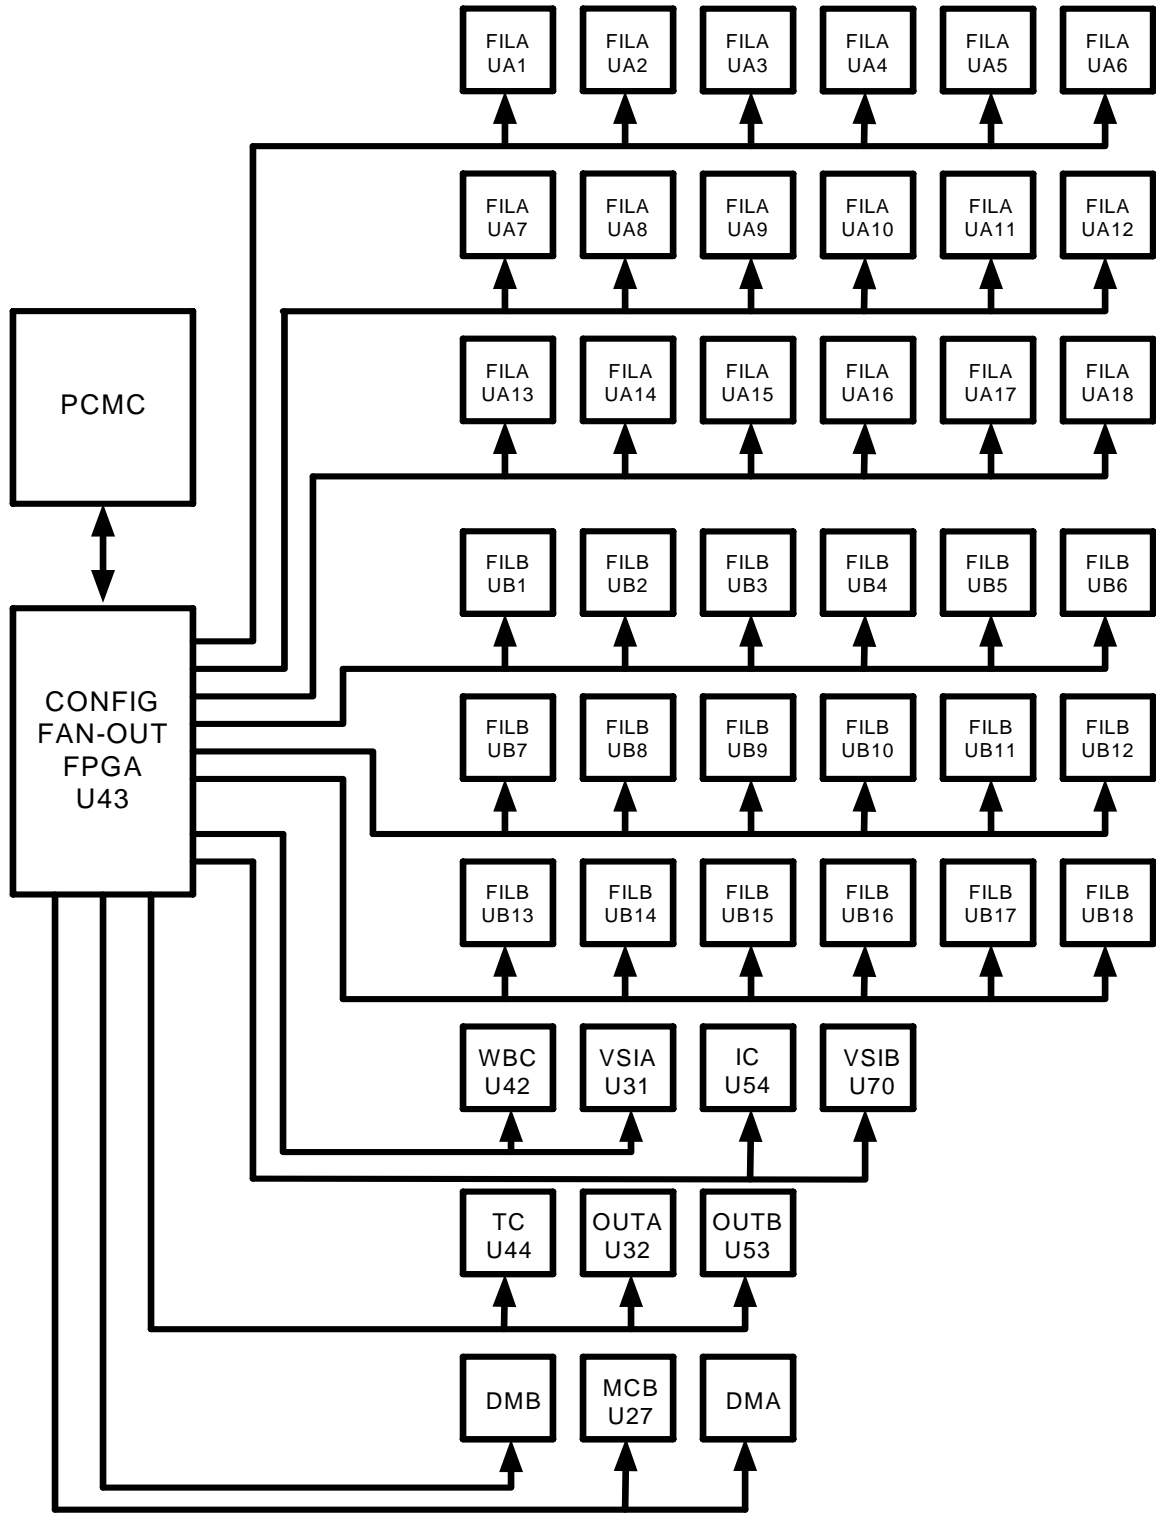 FILA
UA1
FILA
UA2
FILA
UA3
FILA
UA4
FILA
UA5
FILA
UA6
FILA
UA7
FILA
UA8
FILA
UA9
FILA
UA10
FILA
UA11
FILA
UA12
PCMC
FILA
UA13
FILA
UA14
FILA
UA15
FILA
UA16
FILA
UA17
FILA
UA18
FILB
UB1
FILB
UB2
FILB
UB3
FILB
UB4
FILB
UB5
FILB
UB6
CONFIG
FAN-OUT
FPGA
U43
FILB
UB7
FILB
UB8
FILB
UB9
FILB
UB10
FILB
UB11
FILB
UB12
FILB
UB13
FILB
UB14
FILB
UB15
FILB
UB16
FILB
UB17
FILB
UB18
WBC
U42
VSIA
U31
IC
U54
VSIB
U70
TC
U44
OUTA
U32
OUTB
U53
DMB
MCB
U27
DMA